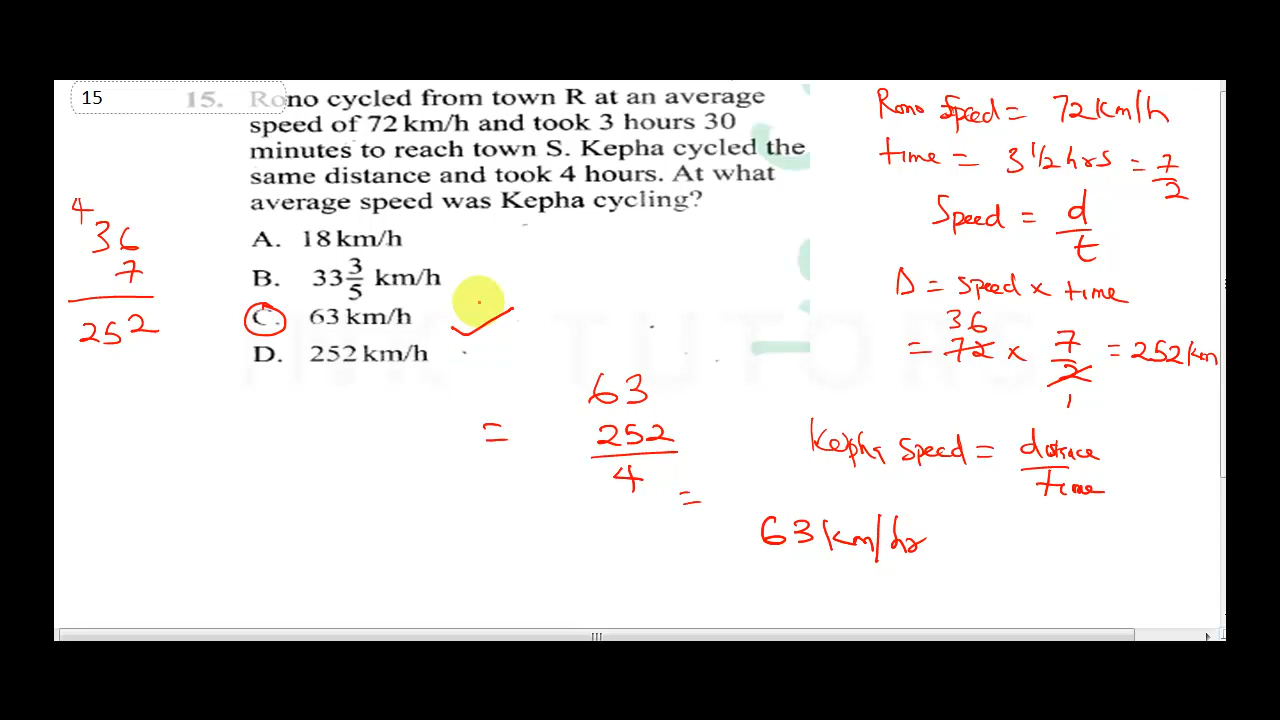 15
15. Rono cycled from town R at an average
speed of 72 km/h and took 3 hours 30
minutes to reach town S. Kepha cycled the
same distance and took 4 hours. At what
average speed was Kepha cycling?
A. 18 km/h
B. 33 3/5 km/h
C. 63 km/h
D. 252 km/h
4
36
7
252
Rono Speed = 72 Km/h
time = 3 1/2 hrs = 7/2
Speed = d/t
D = speed x time
36
= 72 x 7/2 = 252 km
1
Kepha speed = distance/time
63
= 252/4 =
63 km/hr
TUTORS